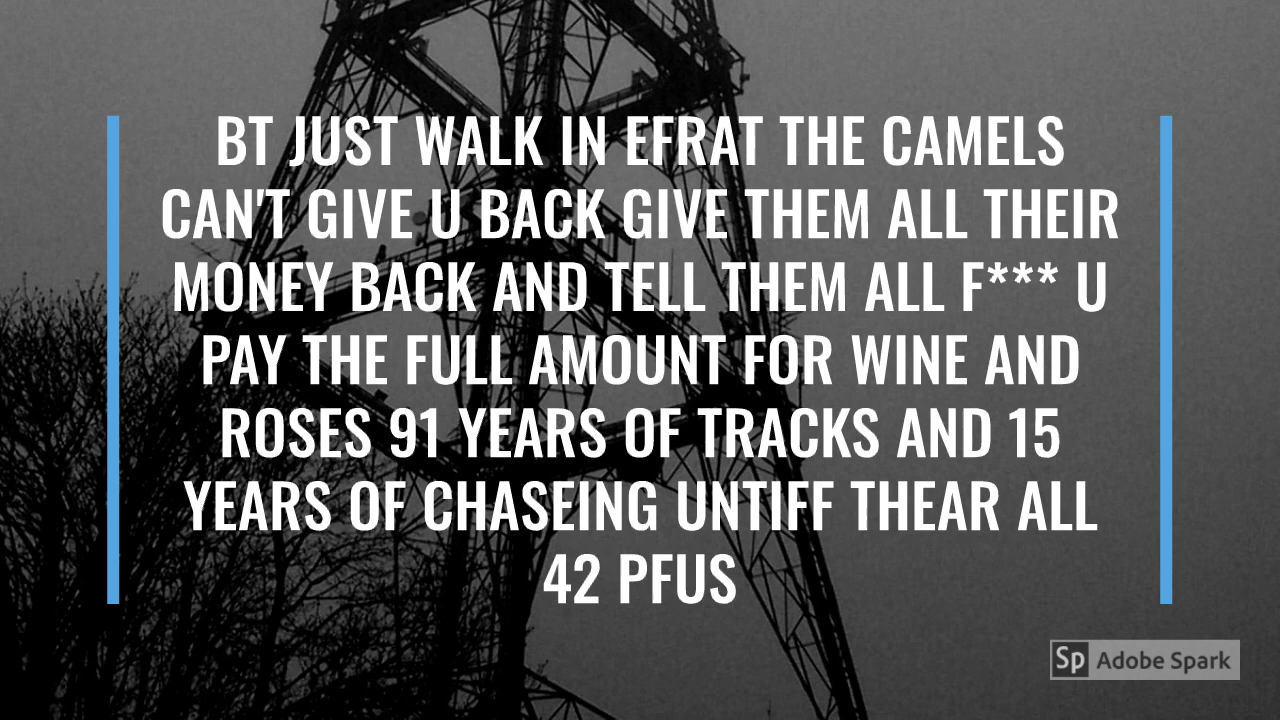 BT JUST WALK IN EFRAT THE CAMELS
CAN'T GIVE U BACK GIVE THEM ALL THEIR
MONEY BACK AND TELL THEM ALL F*** U
PAY THE FULL AMOUNT FOR WINE AND
ROSES 91 YEARS OF TRACKS AND 15
YEARS OF CHASEING UNTIFF THEAR ALL
42 PFUS
Sp Adobe Spark